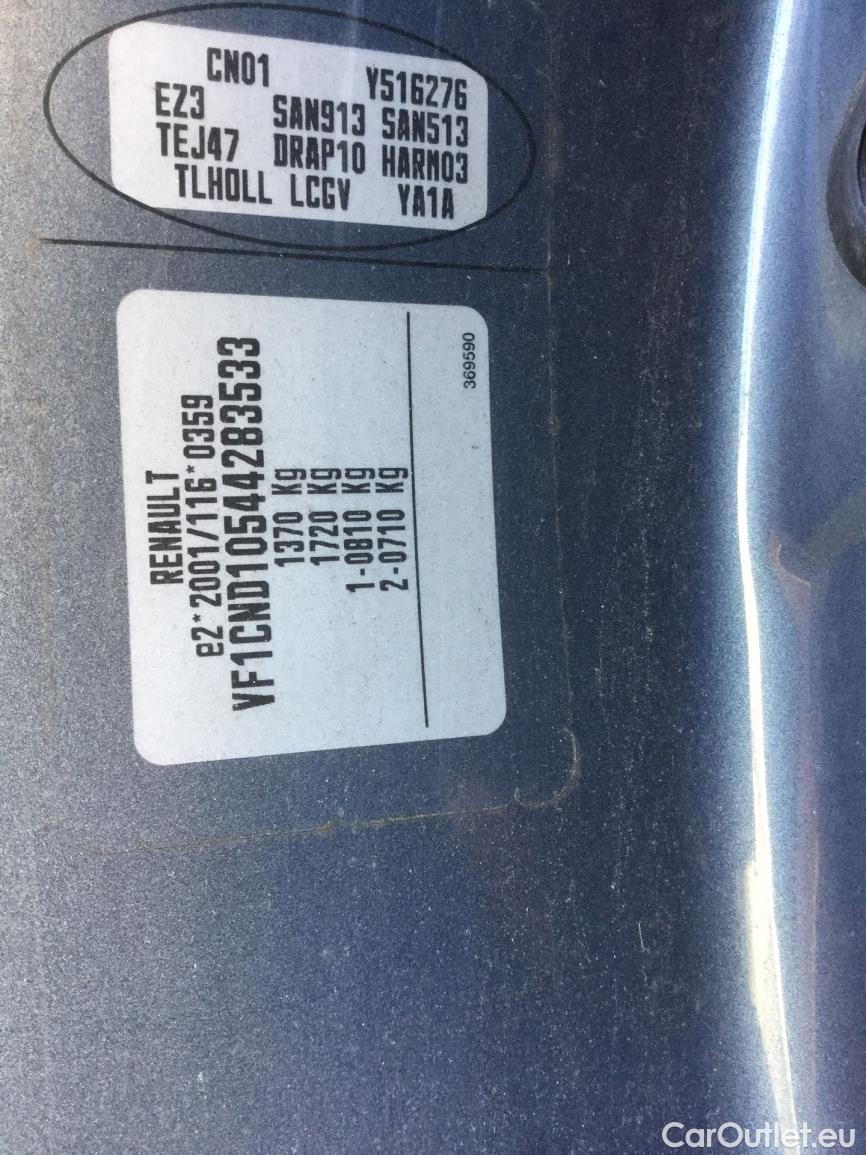 CN01 Y516276
EZ3 SAN913 SAN513
TEJ47 DRAP10 HARM03
TLHOLL LCGV YA1A
RENAULT
e2*2001/116*0359
VF1CND10544283533
1370 Kg
1720 Kg
1-0810 Kg
2-0710 Kg
369590
CarOutlet.eu